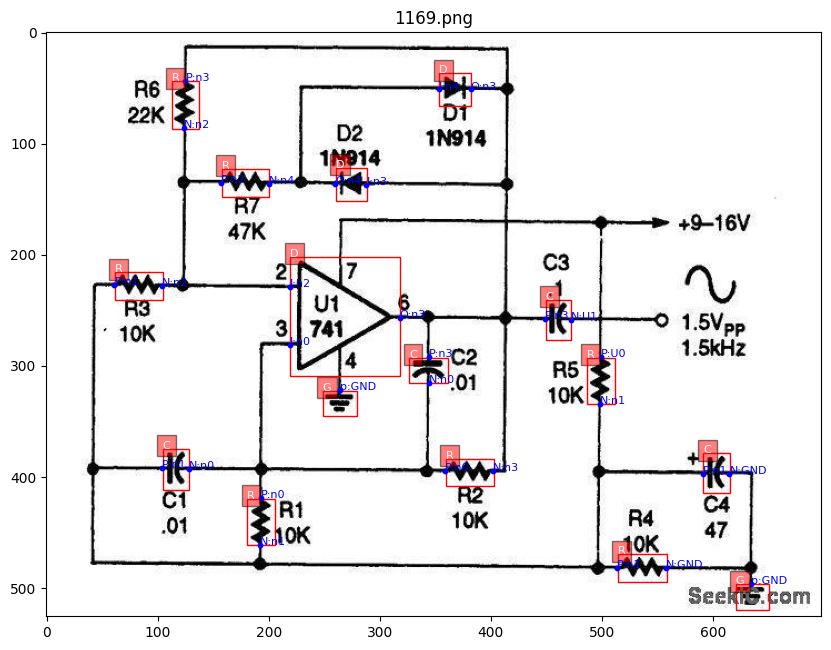 1169.png
0
100
200
300
400
500
0
100
200
300
400
500
600
R
P:n3
N:n2
R6
22K
D
O:n3
D1
1N914
D2
1N914
D
I:n3
R
N:n4
R7
47K
+9–16V
D
I:n2
2
7
6
O:n3
U1
741
3
4
I:n0
R
R3
10K
C3
.1
C
P:n3
N:U1
1.5VPP
1.5kHz
C
P:n3
N:n0
C2
.01
G
p:GND
R
P:U0
N:n1
R5
10K
C
P:n1
N:n0
C1
.01
R
N:n3
R2
10K
C
+
N:GND
C4
47
R
P:n0
N:n1
R1
10K
R4
10K
R
N:GND
G
p:GND
SeekIC.com